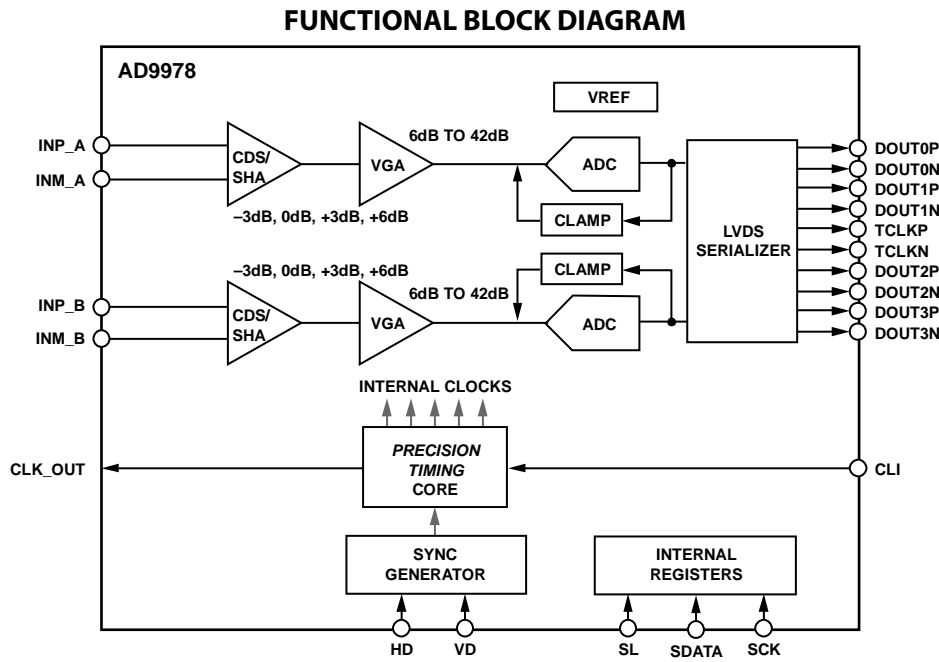 FUNCTIONAL BLOCK DIAGRAM
AD9978
VREF
INP_A
INM_A
CDS/
SHA
–3dB, 0dB, +3dB, +6dB
VGA
6dB TO 42dB
ADC
CLAMP
INP_B
INM_B
–3dB, 0dB, +3dB, +6dB
CDS/
SHA
6dB TO 42dB
VGA
CLAMP
ADC
LVDS
SERIALIZER
DOUT0P
DOUT0N
DOUT1P
DOUT1N
TCLKP
TCLKN
DOUT2P
DOUT2N
DOUT3P
DOUT3N
INTERNAL CLOCKS
PRECISION
TIMING
CORE
CLK_OUT
CLI
SYNC
GENERATOR
INTERNAL
REGISTERS
HD
VD
SL
SDATA
SCK